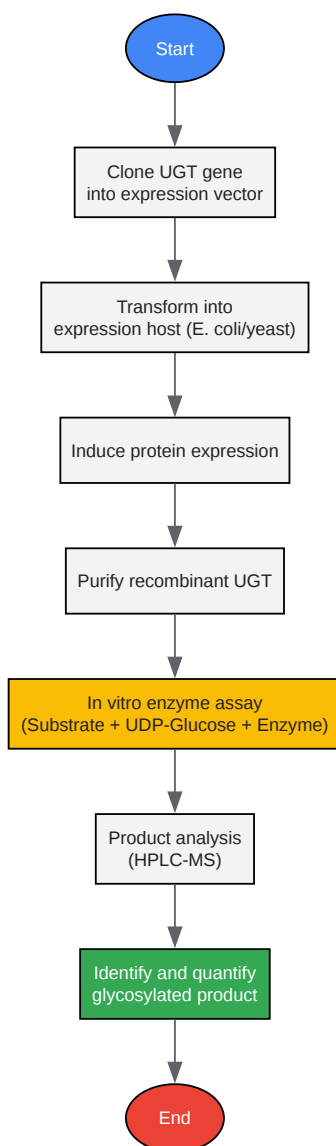 Start
Clone UGT gene
into expression vector
Transform into
expression host (E. coli/yeast)
Induce protein expression
Purify recombinant UGT
In vitro enzyme assay
(Substrate + UDP-Glucose + Enzyme)
Product analysis
(HPLC-MS)
Identify and quantify
glycosylated product
End